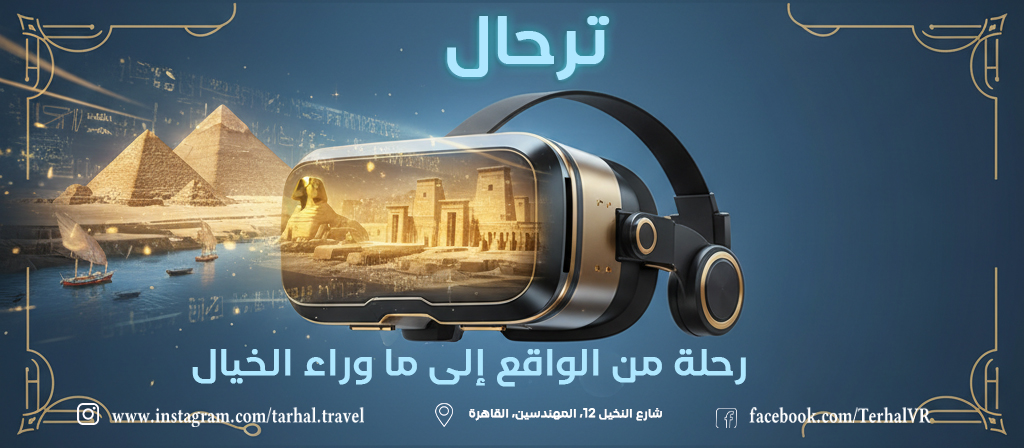 ترحال
رحلة من الواقع إلى ما وراء الخيال
www.instagram.com/tarhal.travel
شارع النخيل 12، المهندسين، القاهرة
facebook.com/TerhalVR